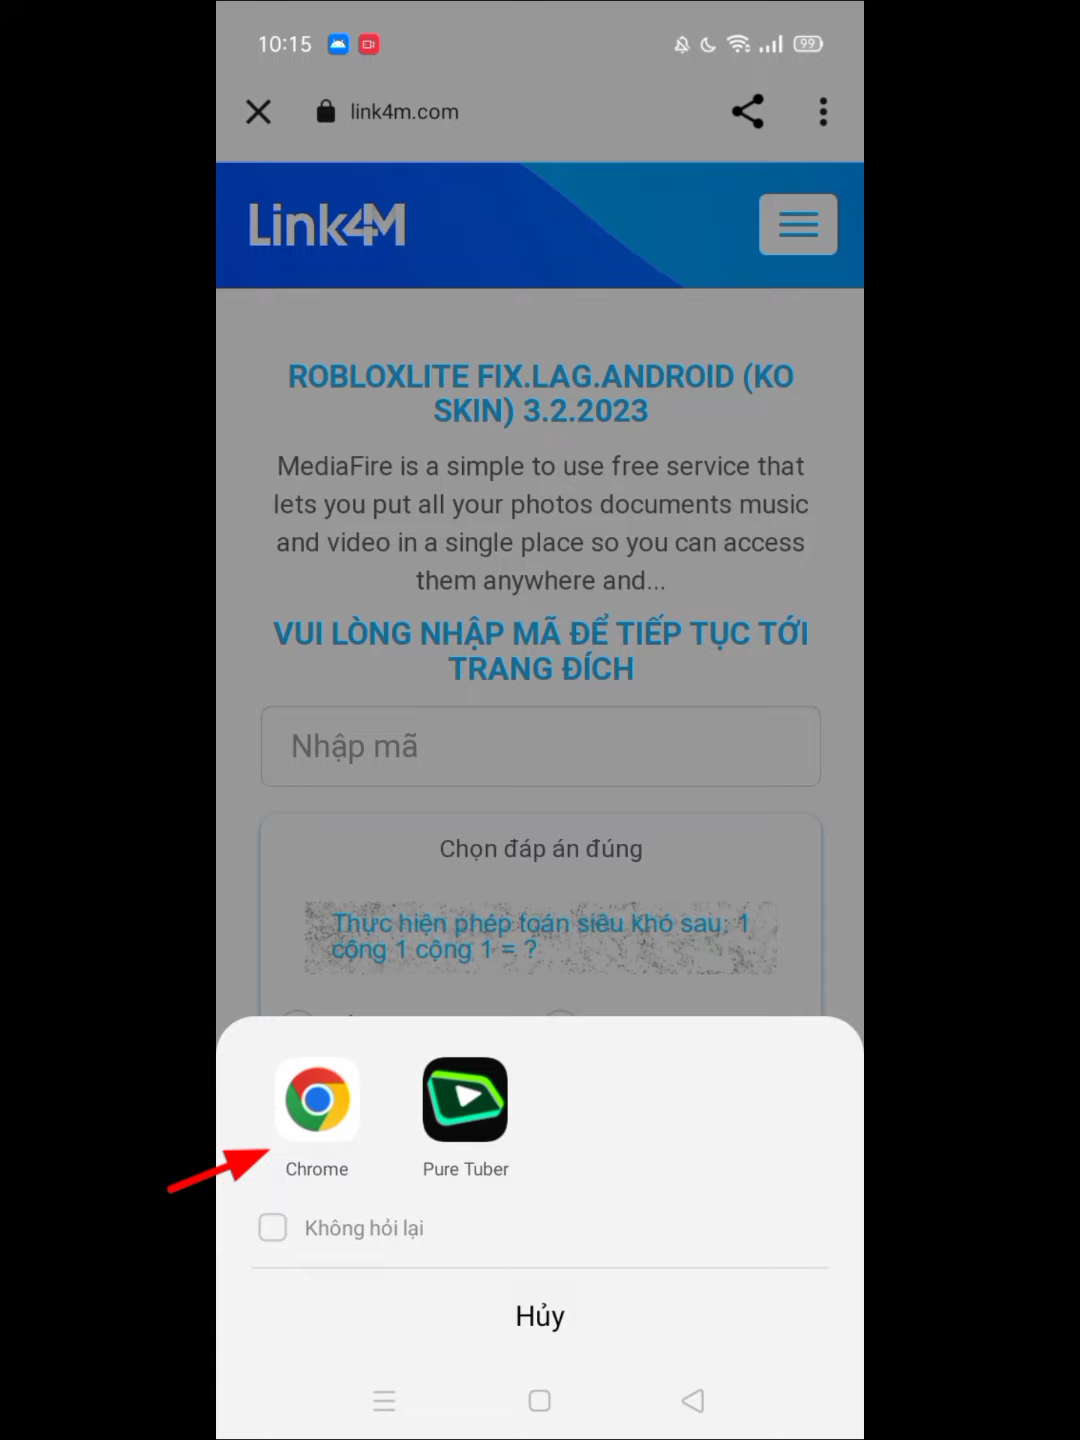 10:15
99
link4m.com
Link4M
ROBLOXLITE FIX.LAG.ANDROID (KO
SKIN) 3.2.2023
MediaFire is a simple to use free service that
lets you put all your photos documents music
and video in a single place so you can access
them anywhere and...
VUI LÒNG NHẬP MÃ ĐỂ TIẾP TỤC TỚI
TRANG ĐÍCH
Nhập mã
Chọn đáp án đúng
Thực hiện phép toán siêu khó sau: 1
cộng 1 cộng 1 = ?
Chrome
Pure Tuber
Không hỏi lại
Hủy